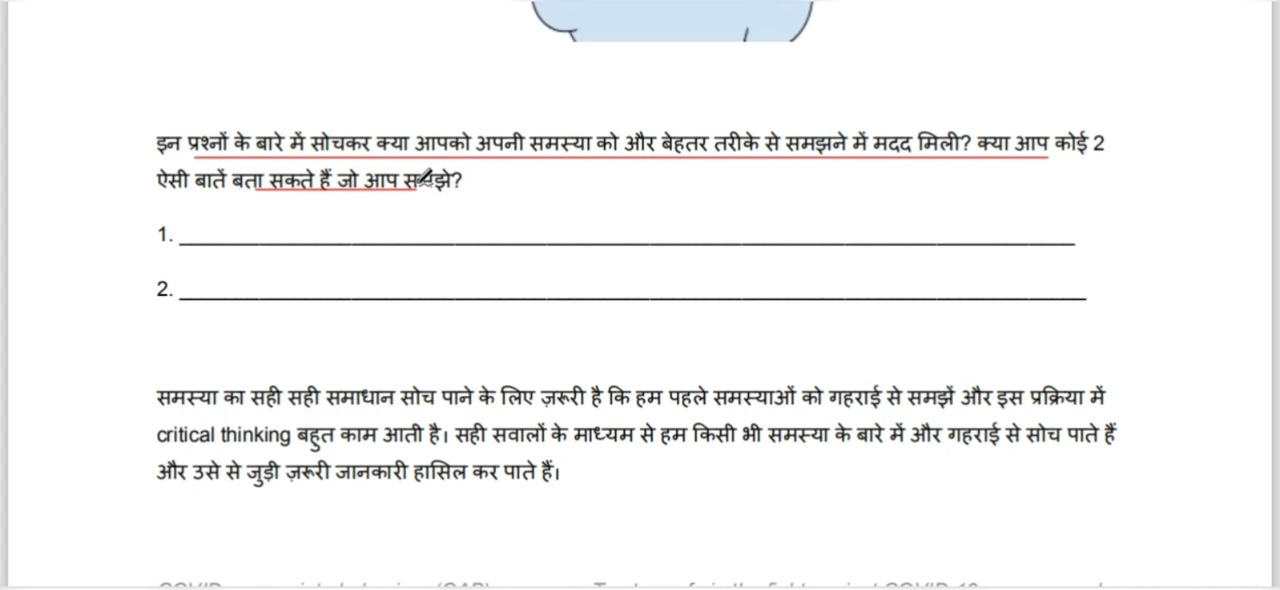 इन प्रश्नों के बारे में सोचकर क्या आपको अपनी समस्या को और बेहतर तरीके से समझने में मदद मिली? क्या आप कोई 2
ऐसी बातें बता सकते हैं जो आप समझे?
1.
2.
समस्या का सही सही समाधान सोच पाने के लिए ज़रूरी है कि हम पहले समस्याओं को गहराई से समझें और इस प्रक्रिया में
critical thinking बहुत काम आती है। सही सवालों के माध्यम से हम किसी भी समस्या के बारे में और गहराई से सोच पाते हैं
और उसे से जुड़ी ज़रूरी जानकारी हासिल कर पाते हैं।